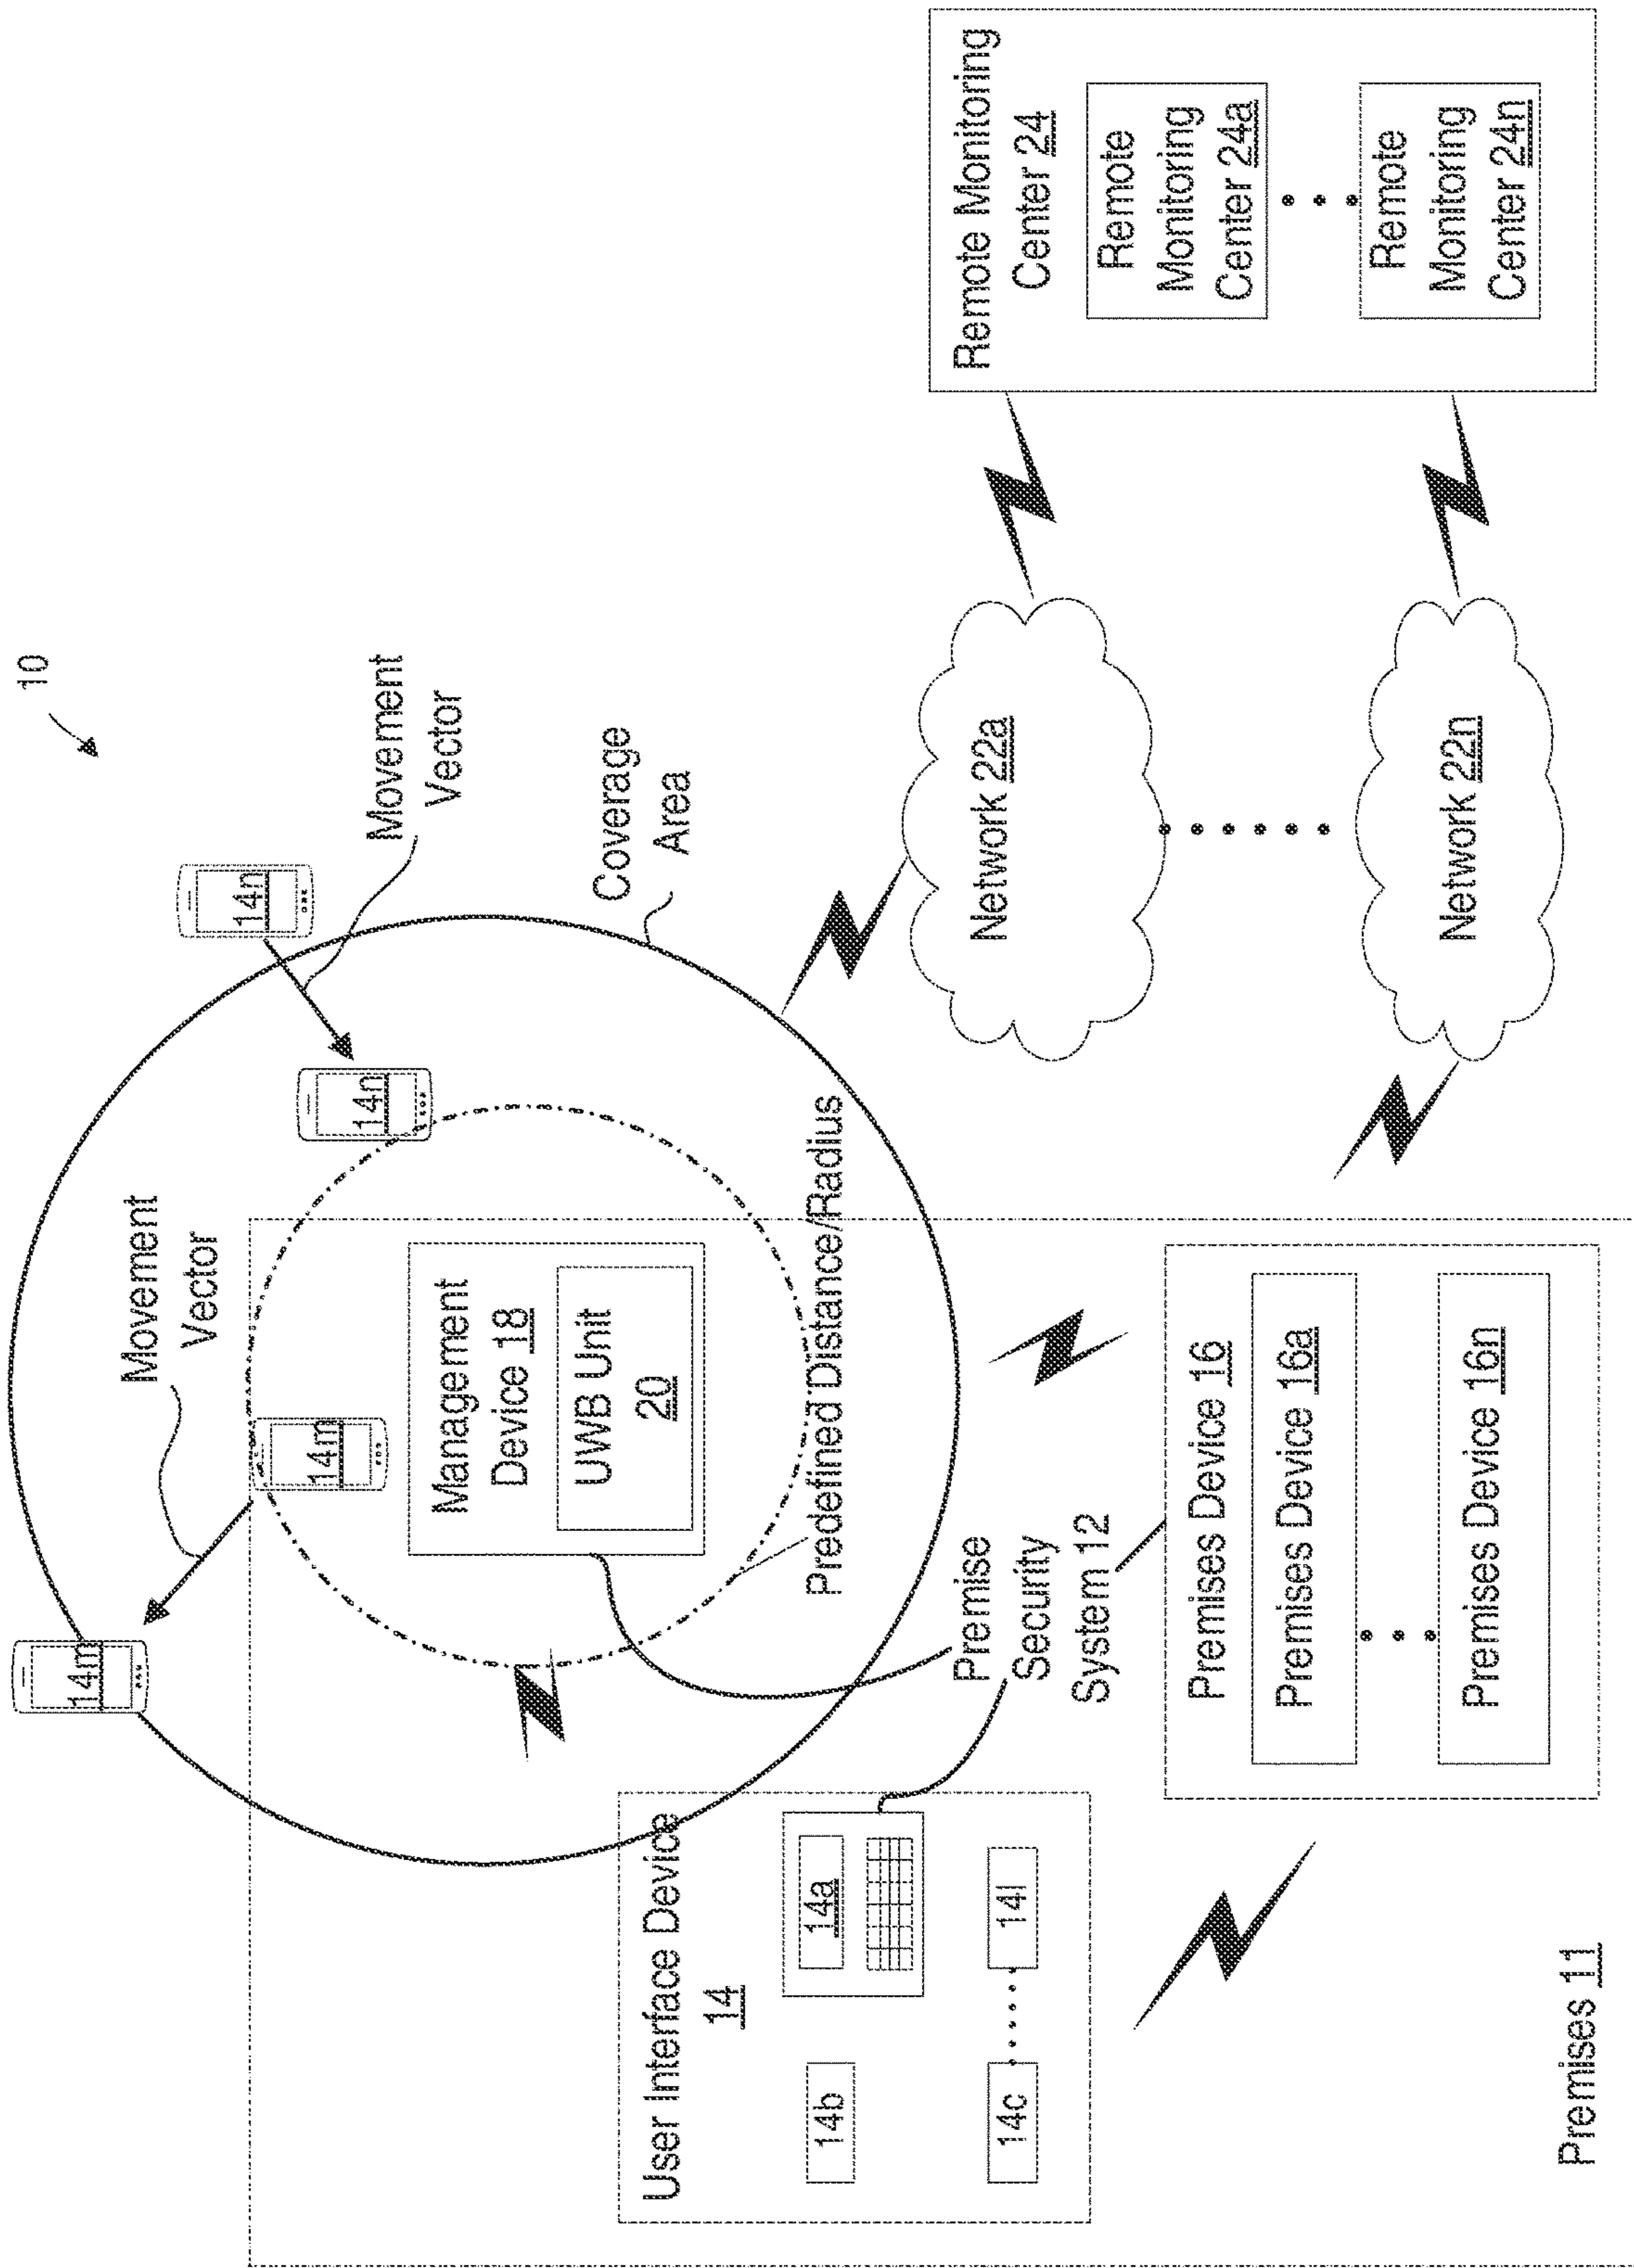 10
14m
Movement
Vector
14m
14n
Movement
Vector
14n
Coverage
Area
Management
Device 18
UWB Unit
20
Predefined Distance/Radius
User Interface Device
14
14a
14b
14c
14l
Premise
Security
System 12
Premises Device 16
Premises Device 16a
Premises Device 16n
Premises 11
Network 22a
Network 22n
Remote Monitoring
Center 24
Remote
Monitoring
Center 24a
Remote
Monitoring
Center 24n